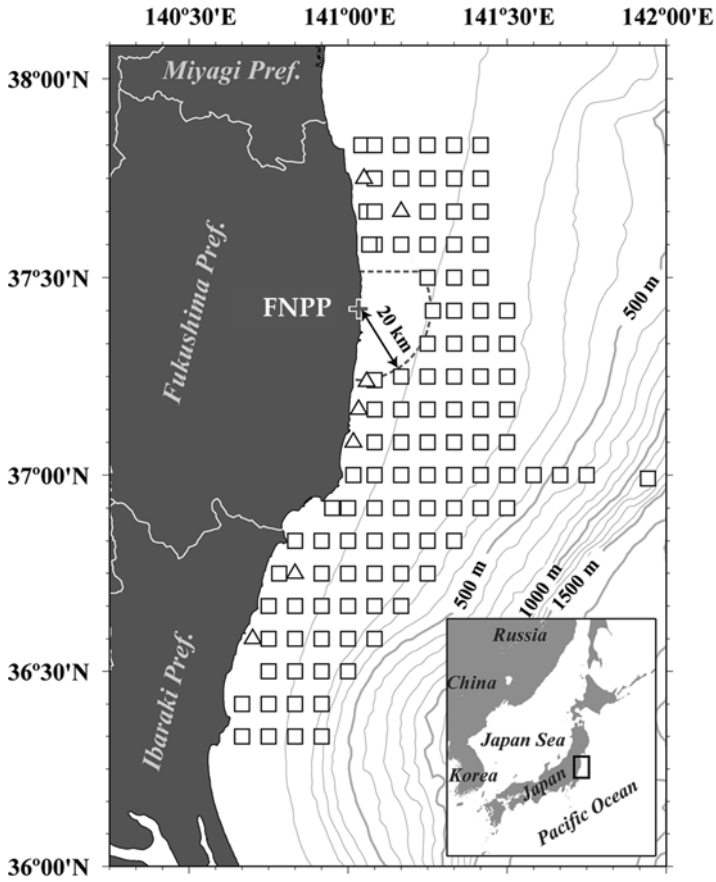 140°30'E
141°00'E
141°30'E
142°00'E
38°00'N
Miyagi Pref.
37°30'N
500 m
Fukushima Pref.
FNPP
20 km
37°00'N
500 m
1000 m
1500 m
Russia
36°30'N
Ibaraki Pref.
China
Japan Sea
Korea
Japan
Pacific Ocean
36°00'N